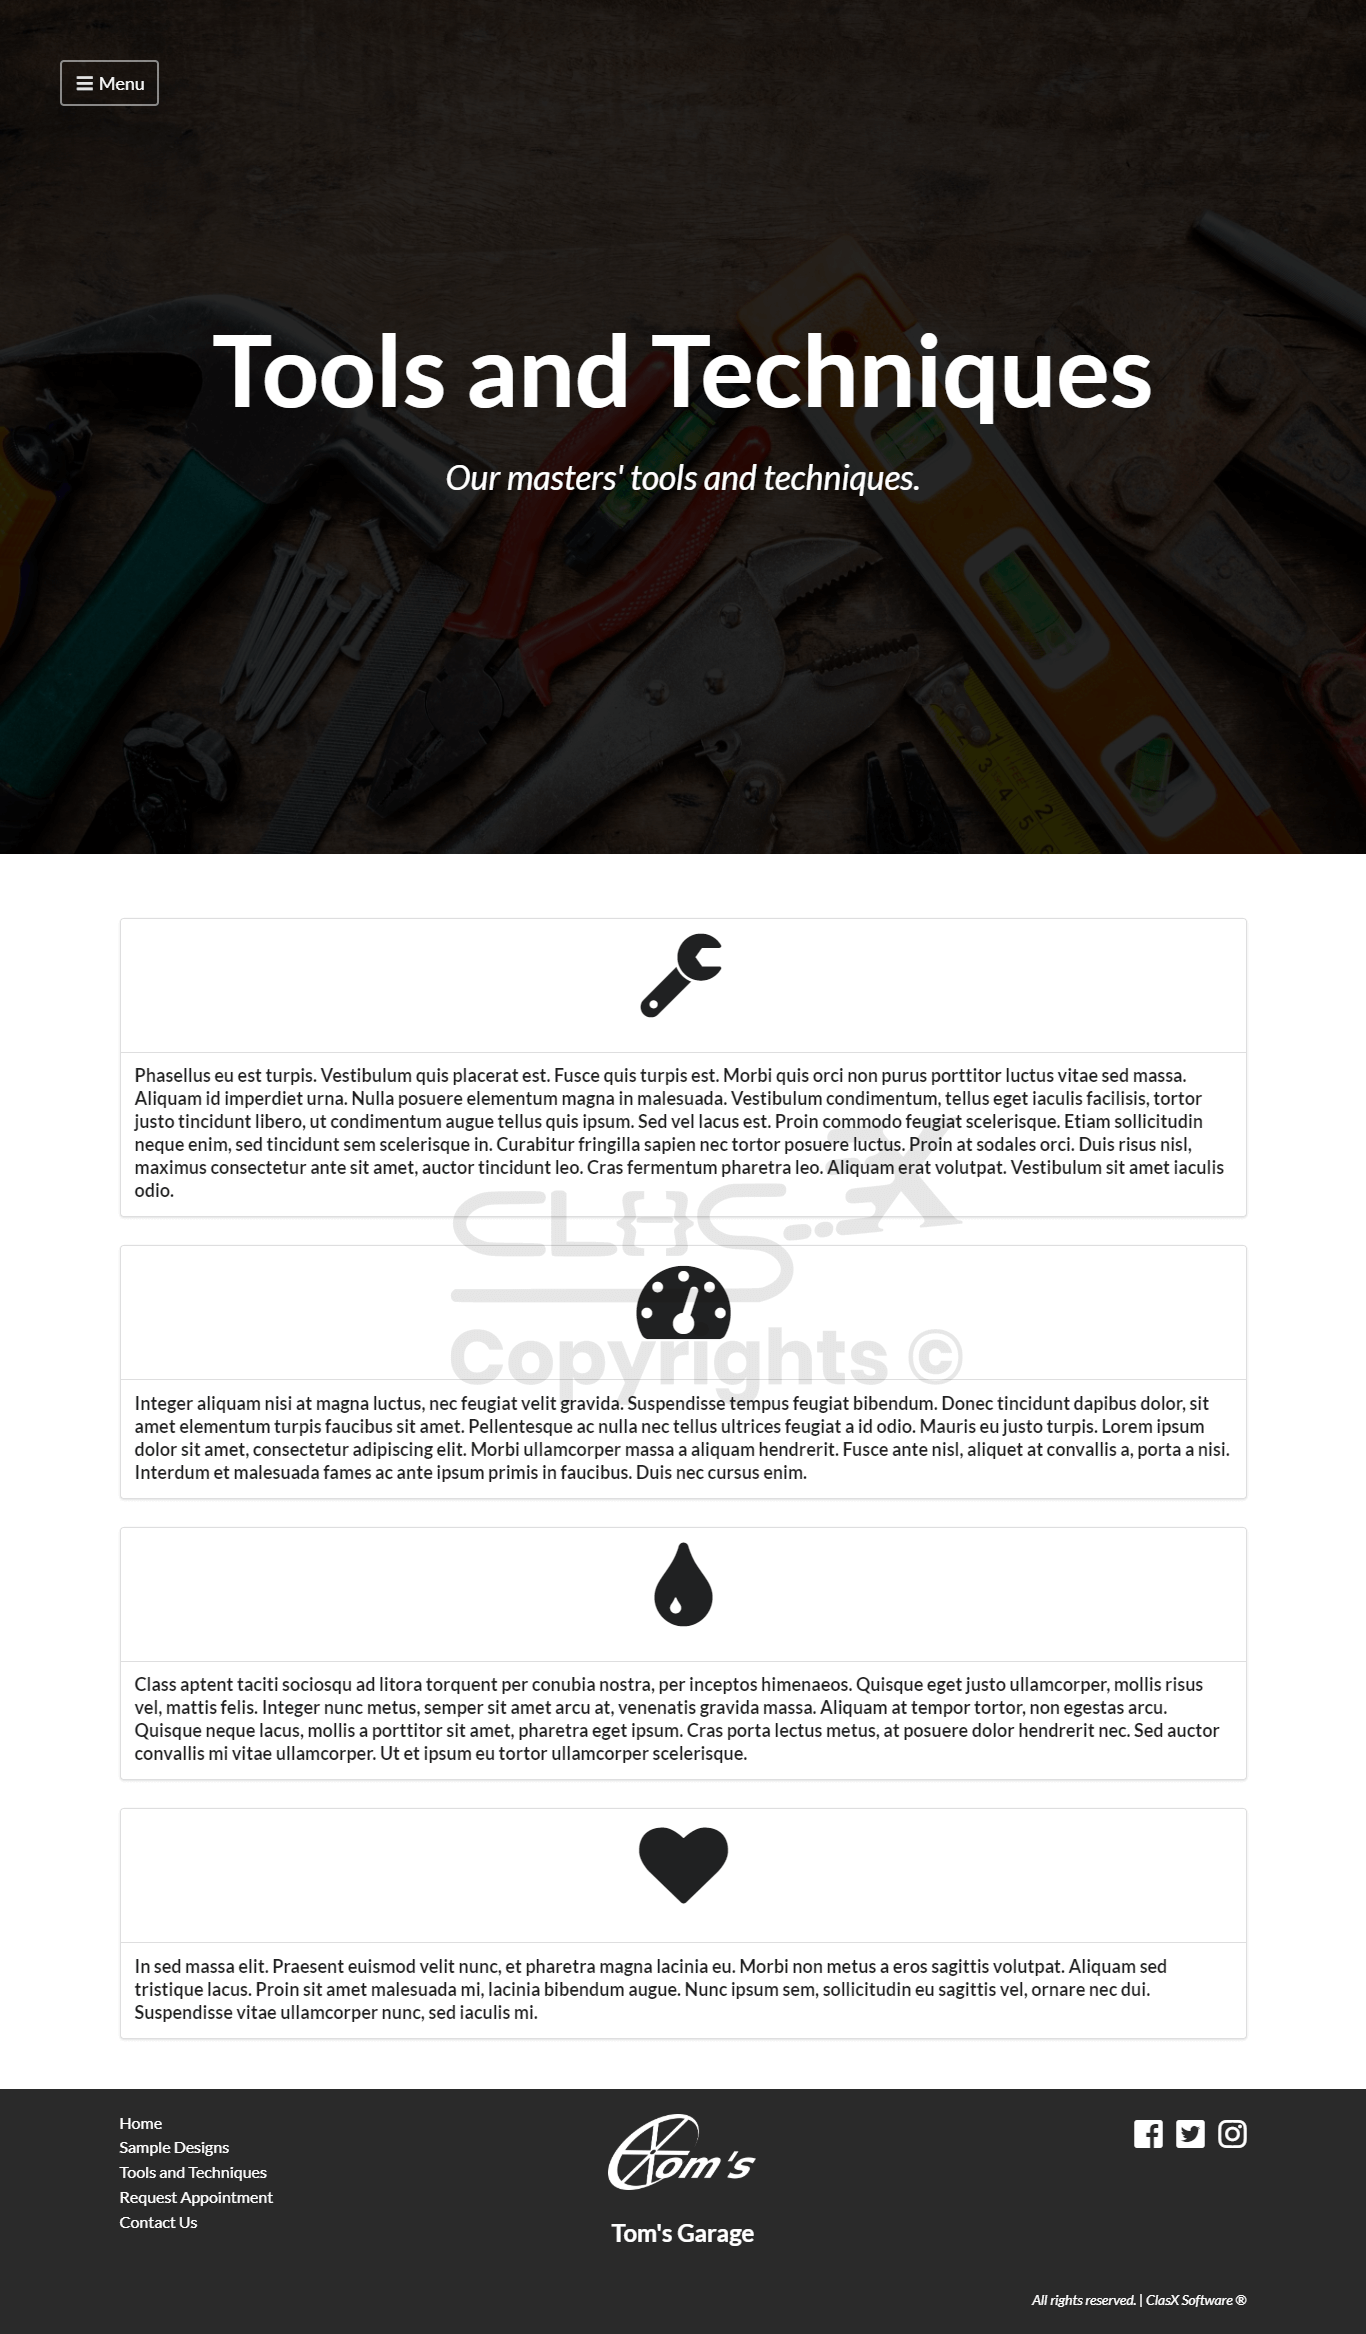 Menu
Tools and Techniques
Our masters' tools and techniques.
Phasellus eu est turpis. Vestibulum quis placerat est. Fusce quis turpis est. Morbi quis orci non purus porttitor luctus vitae sed massa.
Aliquam id imperdiet urna. Nulla posuere elementum magna in malesuada. Vestibulum condimentum, tellus eget iaculis facilisis, tortor
justo tincidunt libero, ut condimentum augue tellus quis ipsum. Sed vel lacus est. Proin commodo feugiat scelerisque. Etiam sollicitudin
neque enim, sed tincidunt sem scelerisque in. Curabitur fringilla sapien nec tortor posuere luctus. Proin at sodales orci. Duis risus nisl,
maximus consectetur ante sit amet, auctor tincidunt leo. Cras fermentum pharetra leo. Aliquam erat volutpat. Vestibulum sit amet iaculis
odio.
CLASX
Copyrights ©
Integer aliquam nisi at magna luctus, nec feugiat velit gravida. Suspendisse tempus feugiat bibendum. Donec tincidunt dapibus dolor, sit
amet elementum turpis faucibus sit amet. Pellentesque ac nulla nec tellus ultrices feugiat a id odio. Mauris eu justo turpis. Lorem ipsum
dolor sit amet, consectetur adipiscing elit. Morbi ullamcorper massa a aliquam hendrerit. Fusce ante nisl, aliquet at convallis a, porta a nisi.
Interdum et malesuada fames ac ante ipsum primis in faucibus. Duis nec cursus enim.
Class aptent taciti sociosqu ad litora torquent per conubia nostra, per inceptos himenaeos. Quisque eget justo ullamcorper, mollis risus
vel, mattis felis. Integer nunc metus, semper sit amet arcu at, venenatis gravida massa. Aliquam at tempor tortor, non egestas arcu.
Quisque neque lacus, mollis a porttitor sit amet, pharetra eget ipsum. Cras porta lectus metus, at posuere dolor hendrerit nec. Sed auctor
convallis mi vitae ullamcorper. Ut et ipsum eu tortor ullamcorper scelerisque.
In sed massa elit. Praesent euismod velit nunc, et pharetra magna lacinia eu. Morbi non metus a eros sagittis volutpat. Aliquam sed
tristique lacus. Proin sit amet malesuada mi, lacinia bibendum augue. Nunc ipsum sem, sollicitudin eu sagittis vel, ornare nec dui.
Suspendisse vitae ullamcorper nunc, sed iaculis mi.
Home
Sample Designs
Tools and Techniques
Request Appointment
Contact Us
Tom's
Tom's Garage
All rights reserved. | ClasX Software ®